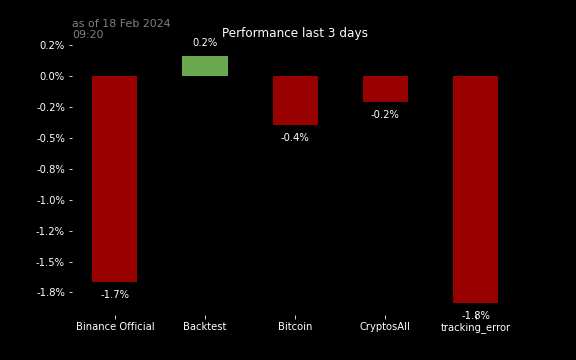 as of 18 Feb 2024
09:20
Performance last 3 days
0.2%
0.2%
0.0%
-0.2%
-0.5%
-0.8%
-1.0%
-1.2%
-1.5%
-1.8%
-1.7%
-0.4%
-0.2%
-1.8%
Binance Official
Backtest
Bitcoin
CryptosAll
tracking_error